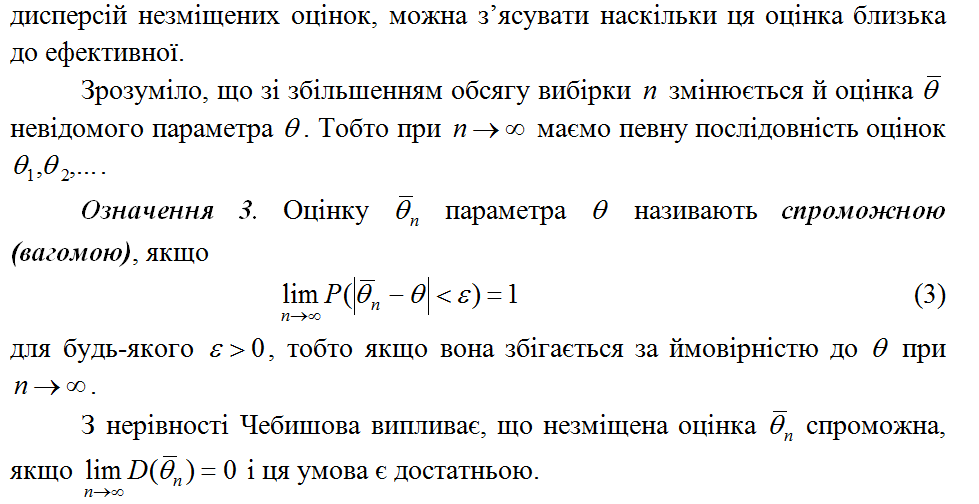 дисперсій незміщених оцінок, можна з’ясувати наскільки ця оцінка близька
до ефективної.
Зрозуміло, що зі збільшенням обсягу вибірки n змінюється й оцінка θ̅
невідомого параметра θ. Тобто при n → ∞ маємо певну послідовність оцінок
θ₁,θ₂,....
Означення 3. Оцінку θ̅ₙ параметра θ називають спроможною
(вагомою), якщо
lim P(|θ̅ₙ − θ| < ε) = 1 (3)
n→∞
для будь-якого ε > 0, тобто якщо вона збігається за ймовірністю до θ при
n → ∞.
З нерівності Чебишова випливає, що незміщена оцінка θ̅ₙ спроможна,
якщо lim D(θ̅ₙ) = 0 і ця умова є достатньою.
n→∞